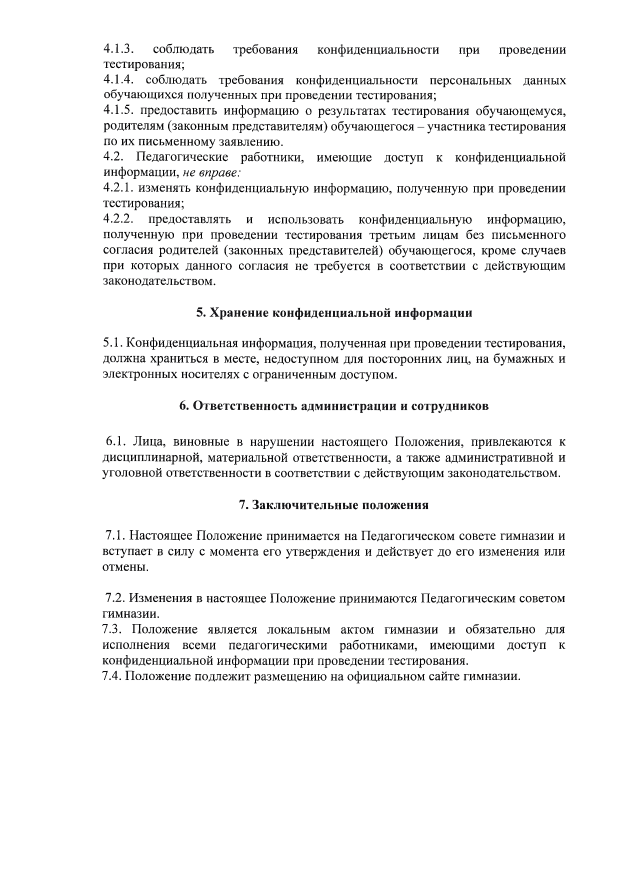 4.1.3. соблюдать требования конфиденциальности при проведении
тестирования;
4.1.4. соблюдать требования конфиденциальности персональных данных
обучающихся полученных при проведении тестирования;
4.1.5. предоставить информацию о результатах тестирования обучающемуся,
родителям (законным представителям) обучающегося – участника тестирования
по их письменному заявлению.
4.2. Педагогические работники, имеющие доступ к конфиденциальной
информации, не вправе:
4.2.1. изменять конфиденциальную информацию, полученную при проведении
тестирования;
4.2.2. предоставлять и использовать конфиденциальную информацию,
полученную при проведении тестирования третьим лицам без письменного
согласия родителей (законных представителей) обучающегося, кроме случаев
при которых данного согласия не требуется в соответствии с действующим
законодательством.
5. Хранение конфиденциальной информации
5.1. Конфиденциальная информация, полученная при проведении тестирования,
должна храниться в месте, недоступном для посторонних лиц, на бумажных и
электронных носителях с ограниченным доступом.
6. Ответственность администрации и сотрудников
6.1. Лица, виновные в нарушении настоящего Положения, привлекаются к
дисциплинарной, материальной ответственности, а также административной и
уголовной ответственности в соответствии с действующим законодательством.
7. Заключительные положения
7.1. Настоящее Положение принимается на Педагогическом совете гимназии и
вступает в силу с момента его утверждения и действует до его изменения или
отмены.
7.2. Изменения в настоящее Положение принимаются Педагогическим советом
гимназии.
7.3. Положение является локальным актом гимназии и обязательно для
исполнения всеми педагогическими работниками, имеющими доступ к
конфиденциальной информации при проведении тестирования.
7.4. Положение подлежит размещению на официальном сайте гимназии.